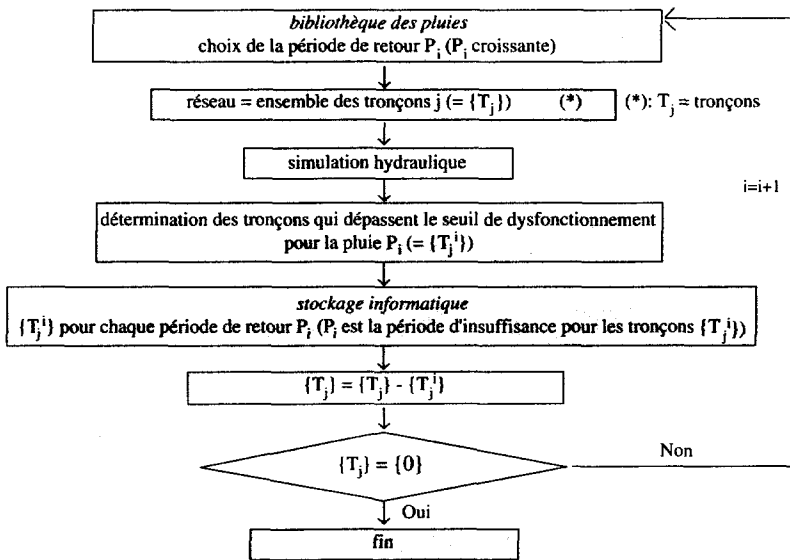 bibliothèque des pluies
choix de la période de retour P_i (P_i croissante)
réseau = ensemble des tronçons j (= {T_j}) (*) (*): T_j = tronçons
simulation hydraulique
i=i+1
détermination des tronçons qui dépassent le seuil de dysfonctionnement
pour la pluie P_i (= {T_j^i})
stockage informatique
{T_j^i} pour chaque période de retour P_i (P_i est la période d'insuffisance pour les tronçons {T_j^i})
{T_j} = {T_j} - {T_j^i}
{T_j} = {0}
Non
Oui
fin